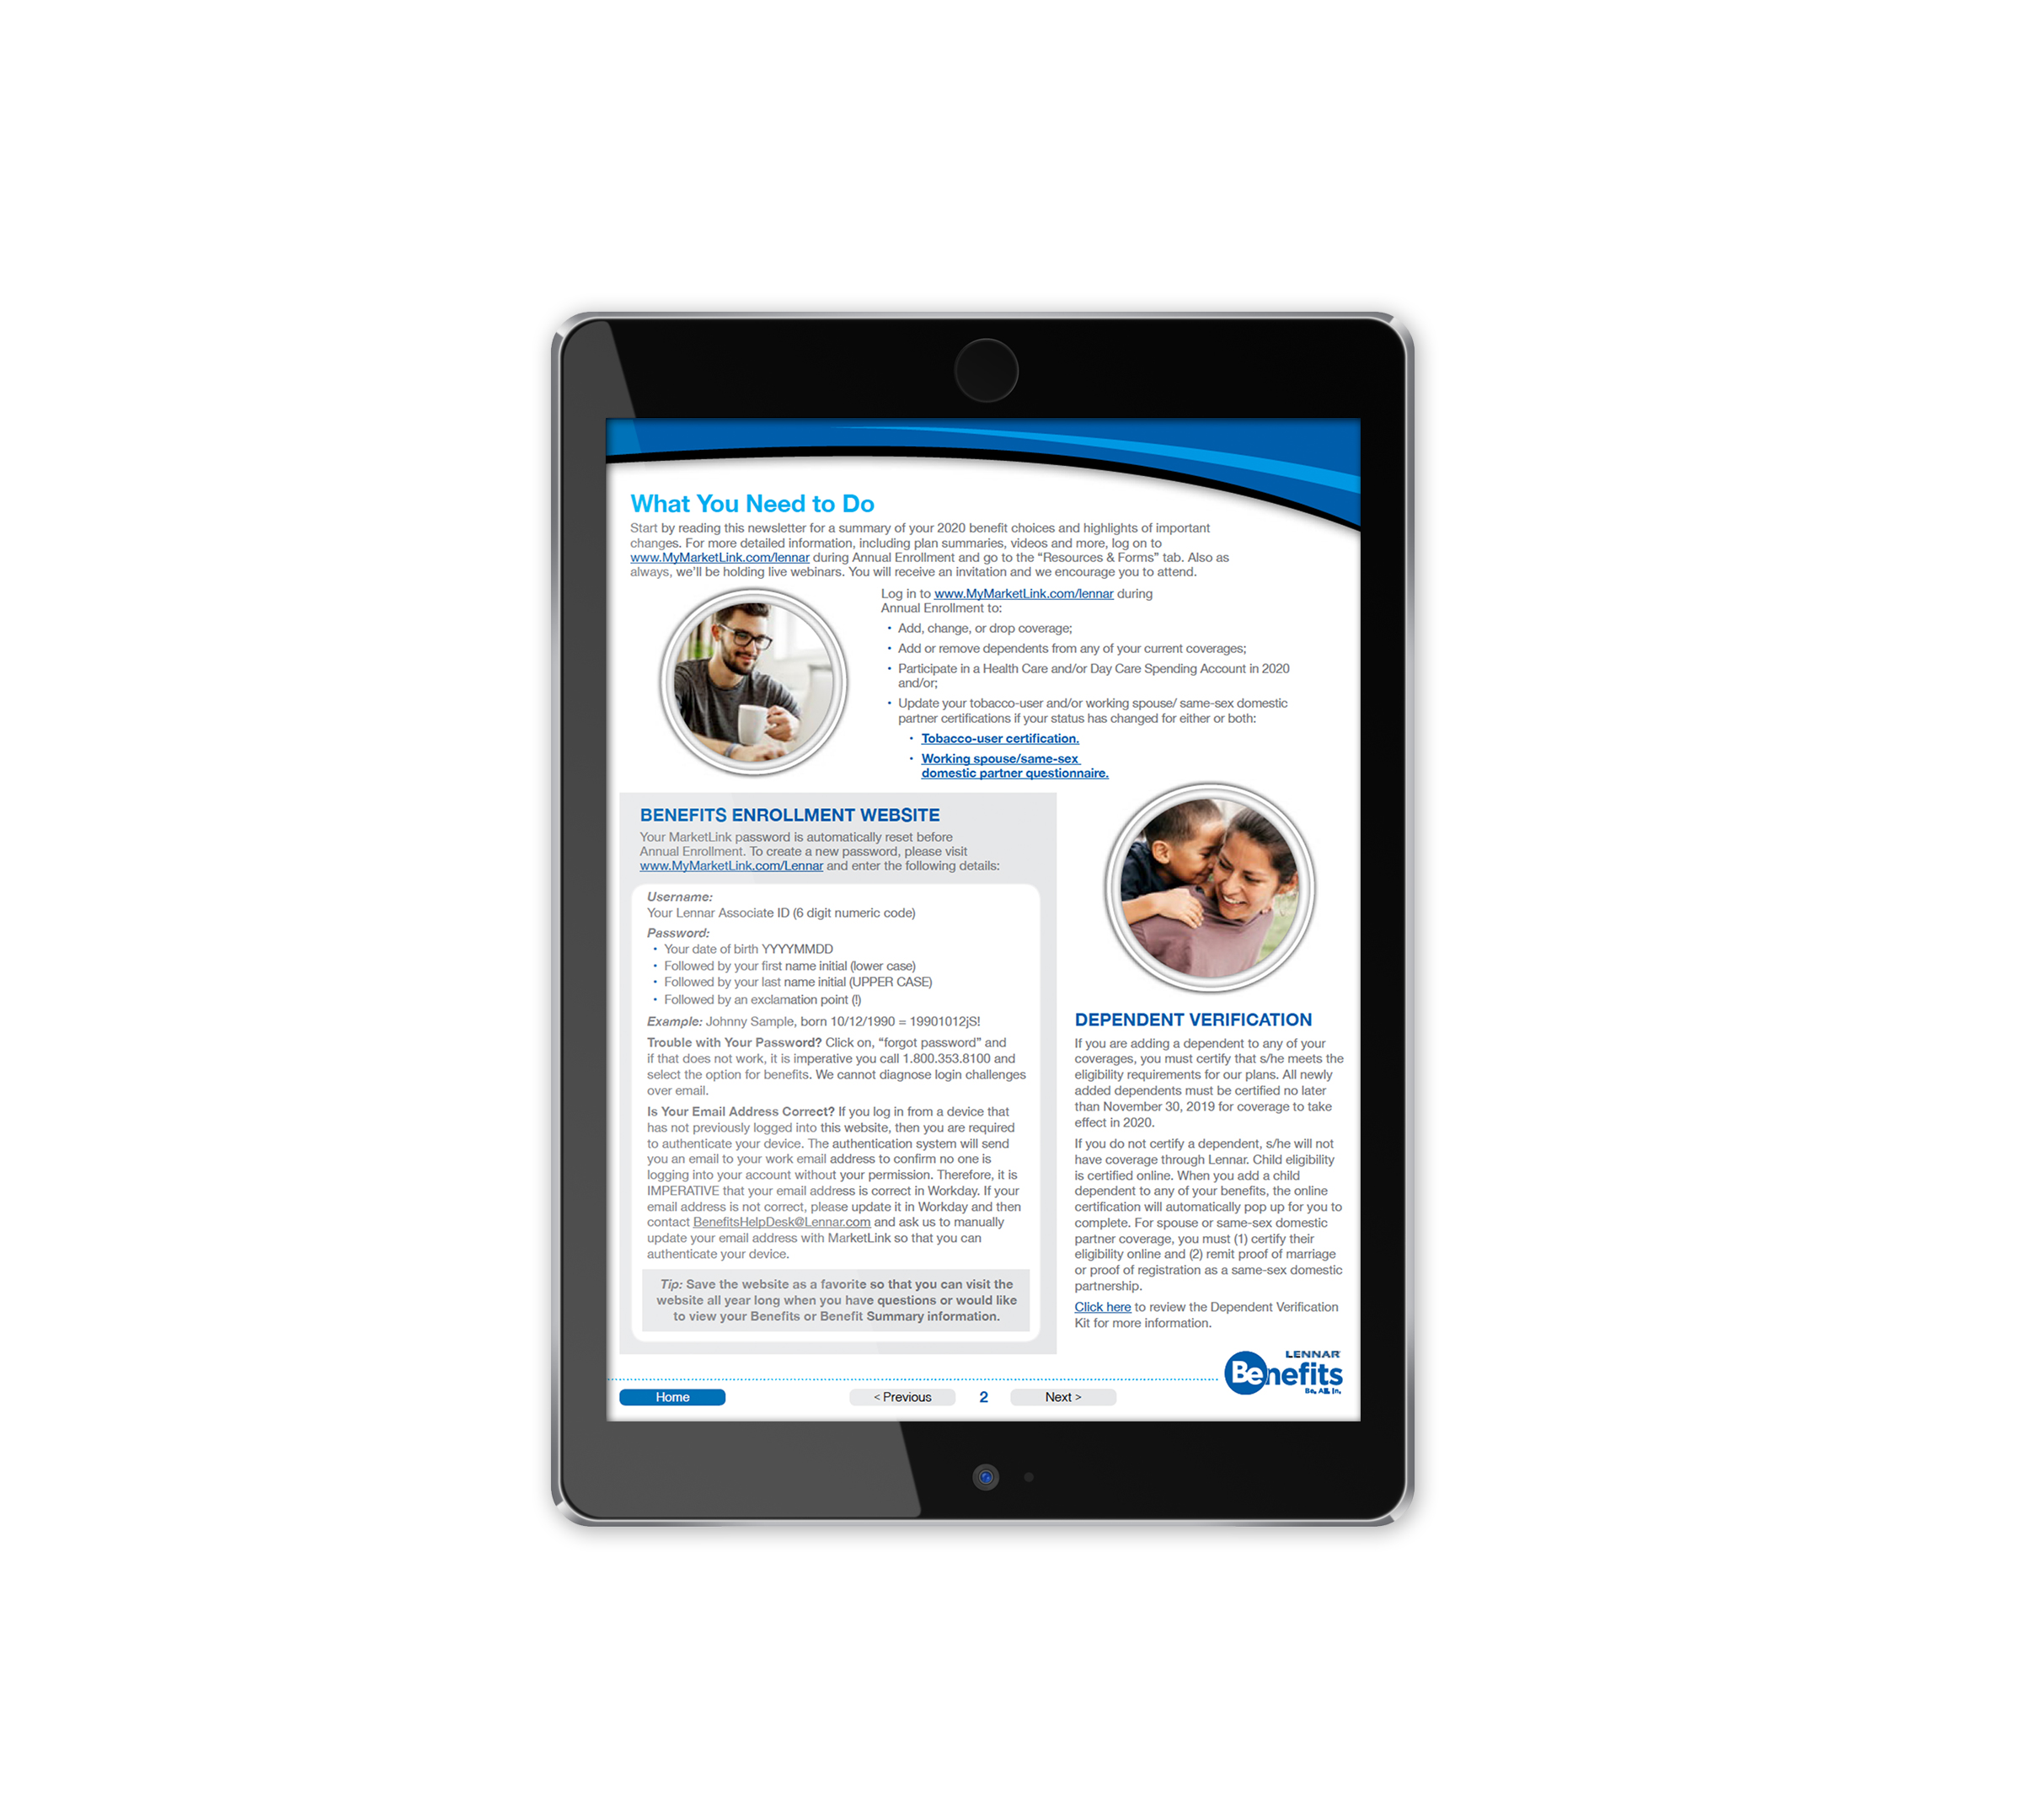 What You Need to Do
Start by reading this newsletter for a summary of your 2020 benefit choices and highlights of important
changes. For more detailed information, including plan summaries, videos and more, log on to
www.MyMarketLink.com/lennar during Annual Enrollment and go to the “Resources & Forms” tab. Also as
always, we’ll be holding live webinars. You will receive an invitation and we encourage you to attend.
Log in to www.MyMarketLink.com/lennar during
Annual Enrollment to:
• Add, change, or drop coverage;
• Add or remove dependents from any of your current coverages;
• Participate in a Health Care and/or Day Care Spending Account in 2020
and/or;
• Update your tobacco-user and/or working spouse/ same-sex domestic
partner certifications if your status has changed for either or both:
• Tobacco-user certification.
• Working spouse/same-sex
domestic partner questionnaire.
BENEFITS ENROLLMENT WEBSITE
Your MarketLink password is automatically reset before
Annual Enrollment. To create a new password, please visit
www.MyMarketLink.com/Lennar and enter the following details:
Username:
Your Lennar Associate ID (6 digit numeric code)
Password:
• Your date of birth YYYYMMDD
• Followed by your first name initial (lower case)
• Followed by your last name initial (UPPER CASE)
• Followed by an exclamation point (!)
Example: Johnny Sample, born 10/12/1990 = 19901012jS!
Trouble with Your Password? Click on, “forgot password” and
if that does not work, it is imperative you call 1.800.353.8100 and
select the option for benefits. We cannot diagnose login challenges
over email.
Is Your Email Address Correct? If you log in from a device that
has not previously logged into this website, then you are required
to authenticate your device. The authentication system will send
you an email to your work email address to confirm no one is
logging into your account without your permission. Therefore, it is
IMPERATIVE that your email address is correct in Workday. If your
email address is not correct, please update it in Workday and then
contact BenefitsHelpDesk@Lennar.com and ask us to manually
update your email address with MarketLink so that you can
authenticate your device.
Tip: Save the website as a favorite so that you can visit the
website all year long when you have questions or would like
to view your Benefits or Benefit Summary information.
DEPENDENT VERIFICATION
If you are adding a dependent to any of your
coverages, you must certify that s/he meets the
eligibility requirements for our plans. All newly
added dependents must be certified no later
than November 30, 2019 for coverage to take
effect in 2020.
If you do not certify a dependent, s/he will not
have coverage through Lennar. Child eligibility
is certified online. When you add a child
dependent to any of your benefits, the online
certification will automatically pop up for you to
complete. For spouse or same-sex domestic
partner coverage, you must (1) certify their
eligibility online and (2) remit proof of marriage
or proof of registration as a same-sex domestic
partnership.
Click here to review the Dependent Verification
Kit for more information.
LENNAR
Benefits
Be, All In.
Home
< Previous
2
Next >